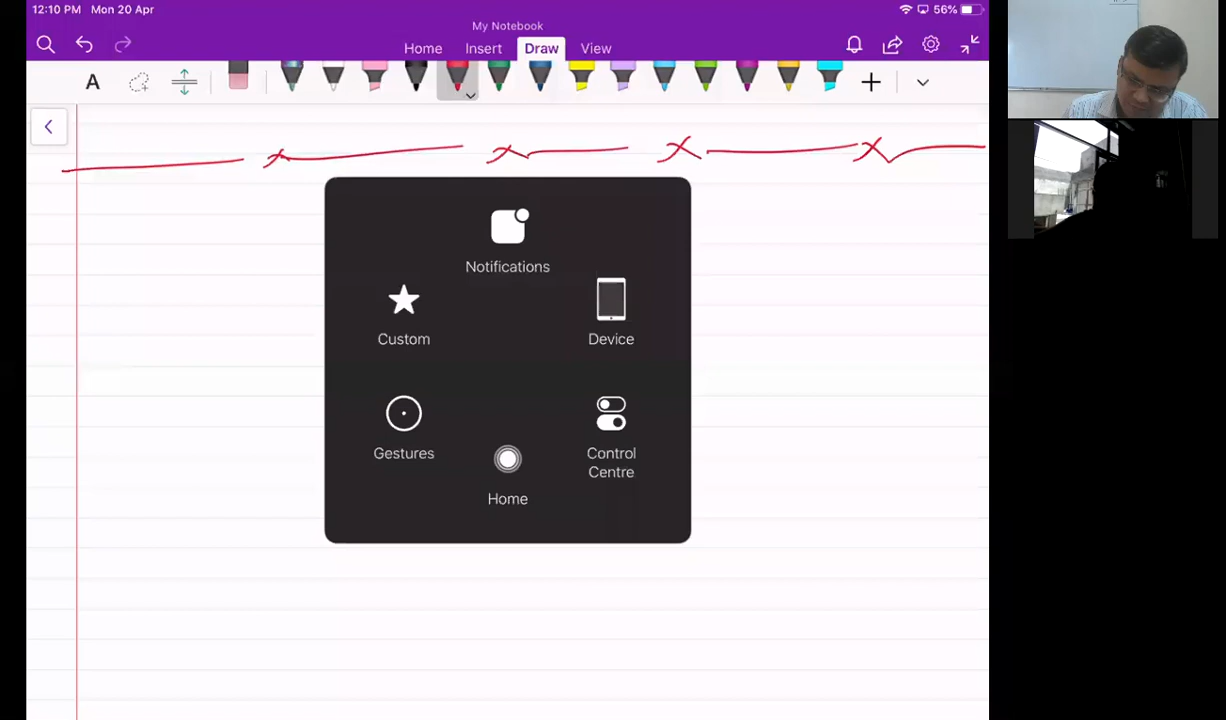 12:10 PM Mon 20 Apr 56%
My Notebook
Home Insert Draw View
A
x x x x
Notifications
Custom Device
Gestures Control Centre
Home